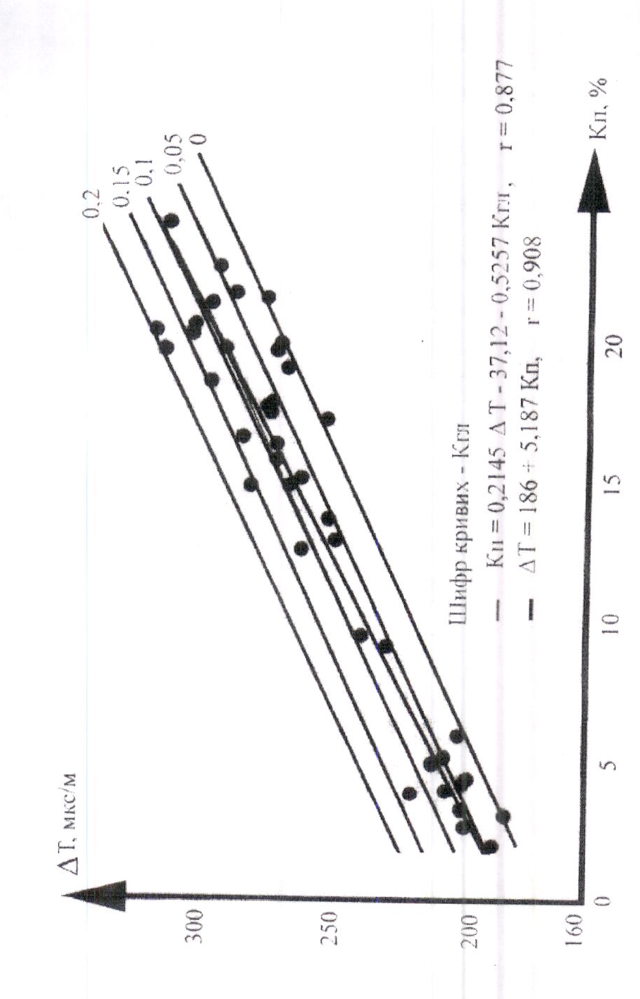 ΔT, мкс/м
0,2
0.15
0,1
0,05
0
300
250
200
160
0
5
10
15
20
Кп, %
Шифр кривих - Кгл
— Кп = 0,2145 Δ T - 37,12 - 0,5257 Кгл, r = 0,877
— ΔT = 186 + 5,187 Кп, r = 0,908